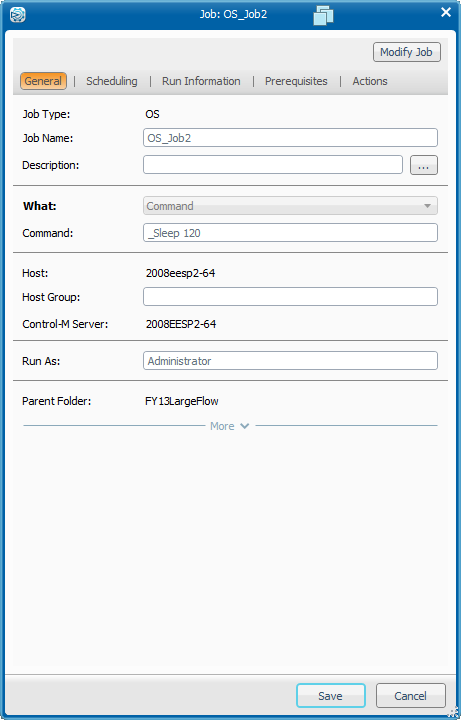 Job: OS_Job2
Modify Job
General | Scheduling | Run Information | Prerequisites | Actions
Job Type: OS
Job Name: OS_Job2
Description: ...
What: Command
Command: _Sleep 120
Host: 2008eesp2-64
Host Group:
Control-M Server: 2008EESP2-64
Run As: Administrator
Parent Folder: FY13LargeFlow
More
Save Cancel